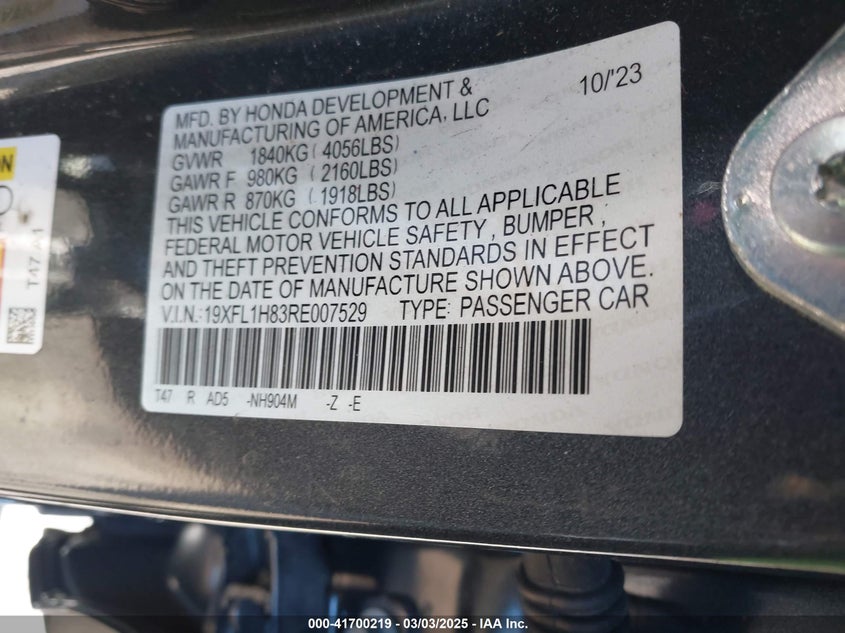 MFD. BY HONDA DEVELOPMENT & 10/'23
MANUFACTURING OF AMERICA, LLC
GVWR 1840KG ( 4056LBS)
GAWR F 980KG ( 2160LBS)
GAWR R 870KG ( 1918LBS)
THIS VEHICLE CONFORMS TO ALL APPLICABLE
FEDERAL MOTOR VEHICLE SAFETY , BUMPER ,
AND THEFT PREVENTION STANDARDS IN EFFECT
ON THE DATE OF MANUFACTURE SHOWN ABOVE.
V.I.N.:19XFL1H83RE007529 TYPE: PASSENGER CAR
T47 R AD5 -NH904M -Z -E
T47 A1
000-41700219 - 03/03/2025 - © IAA Inc.